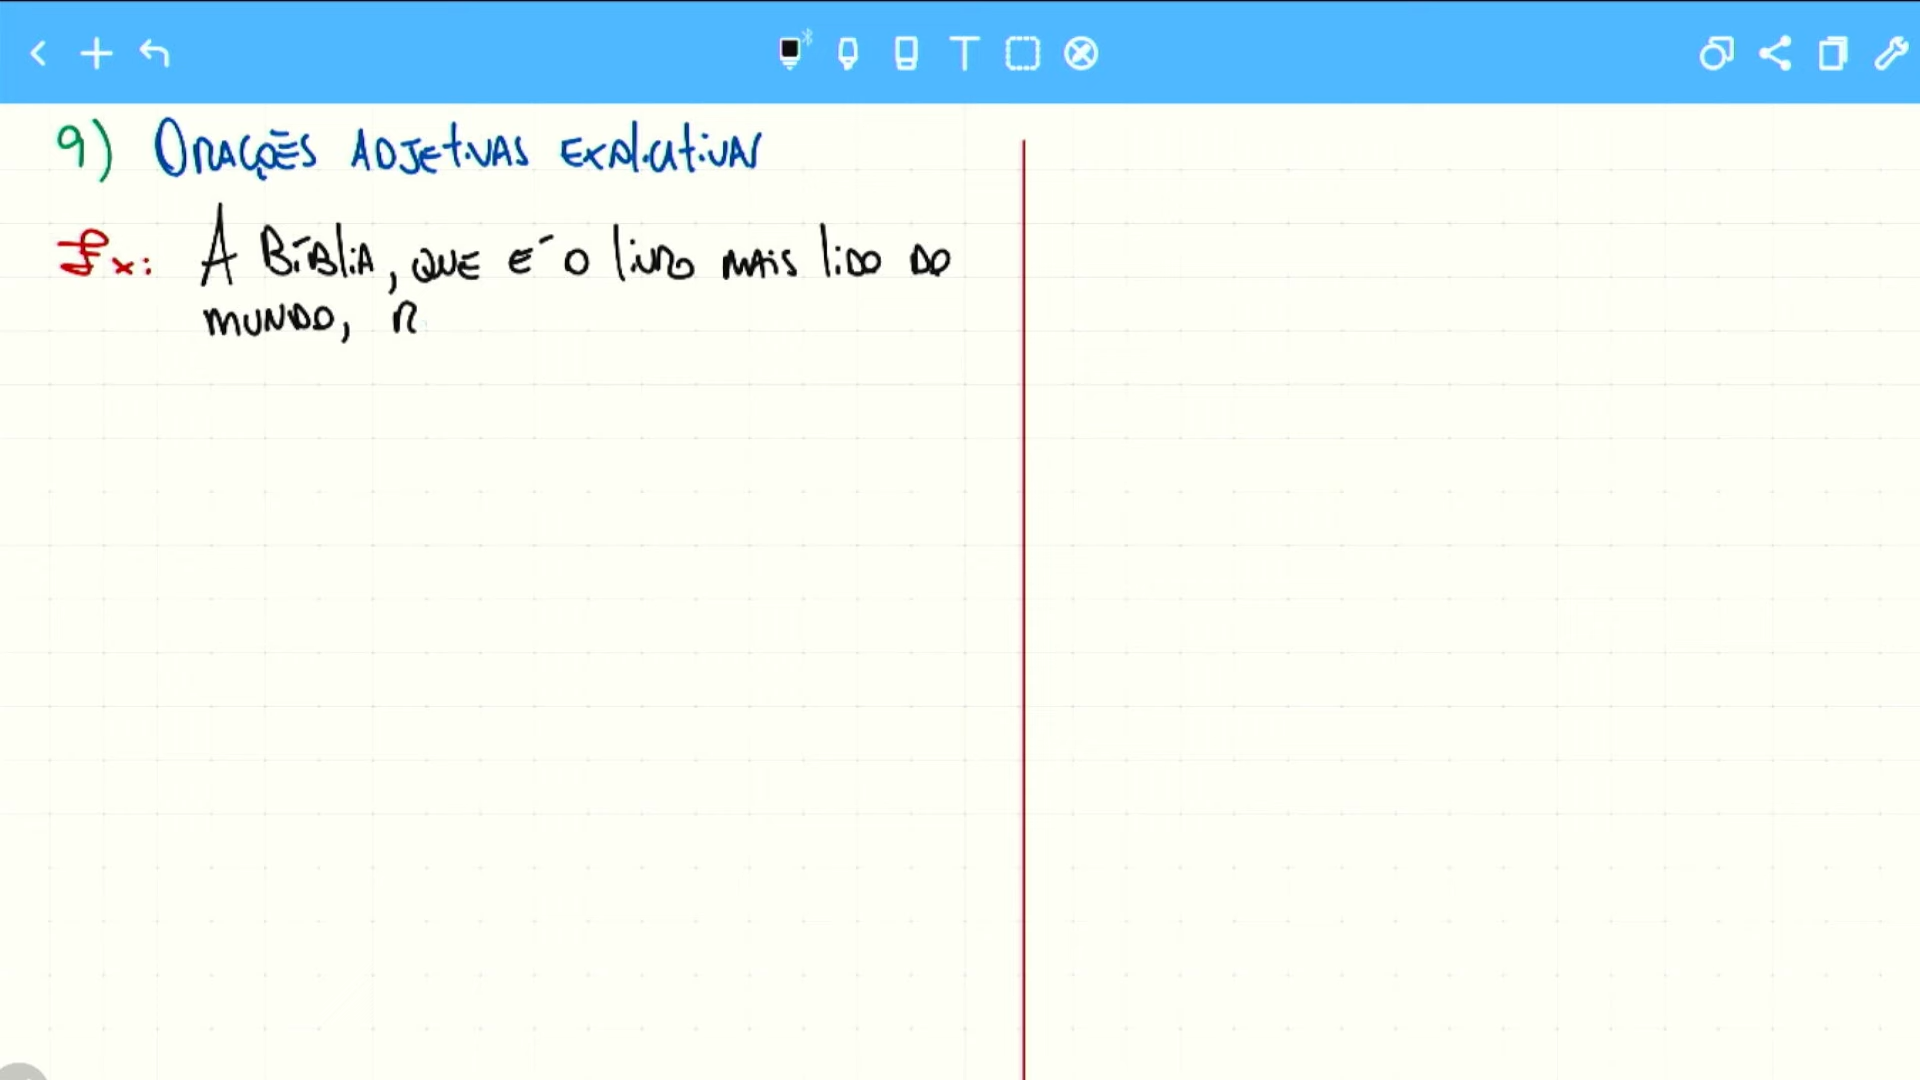 9) ORAÇÕES ADJETIVAS EXPLICATIVAS
Ex: A BÍBLIA, QUE É O LIVRO MAIS LIDO DO
MUNDO, R